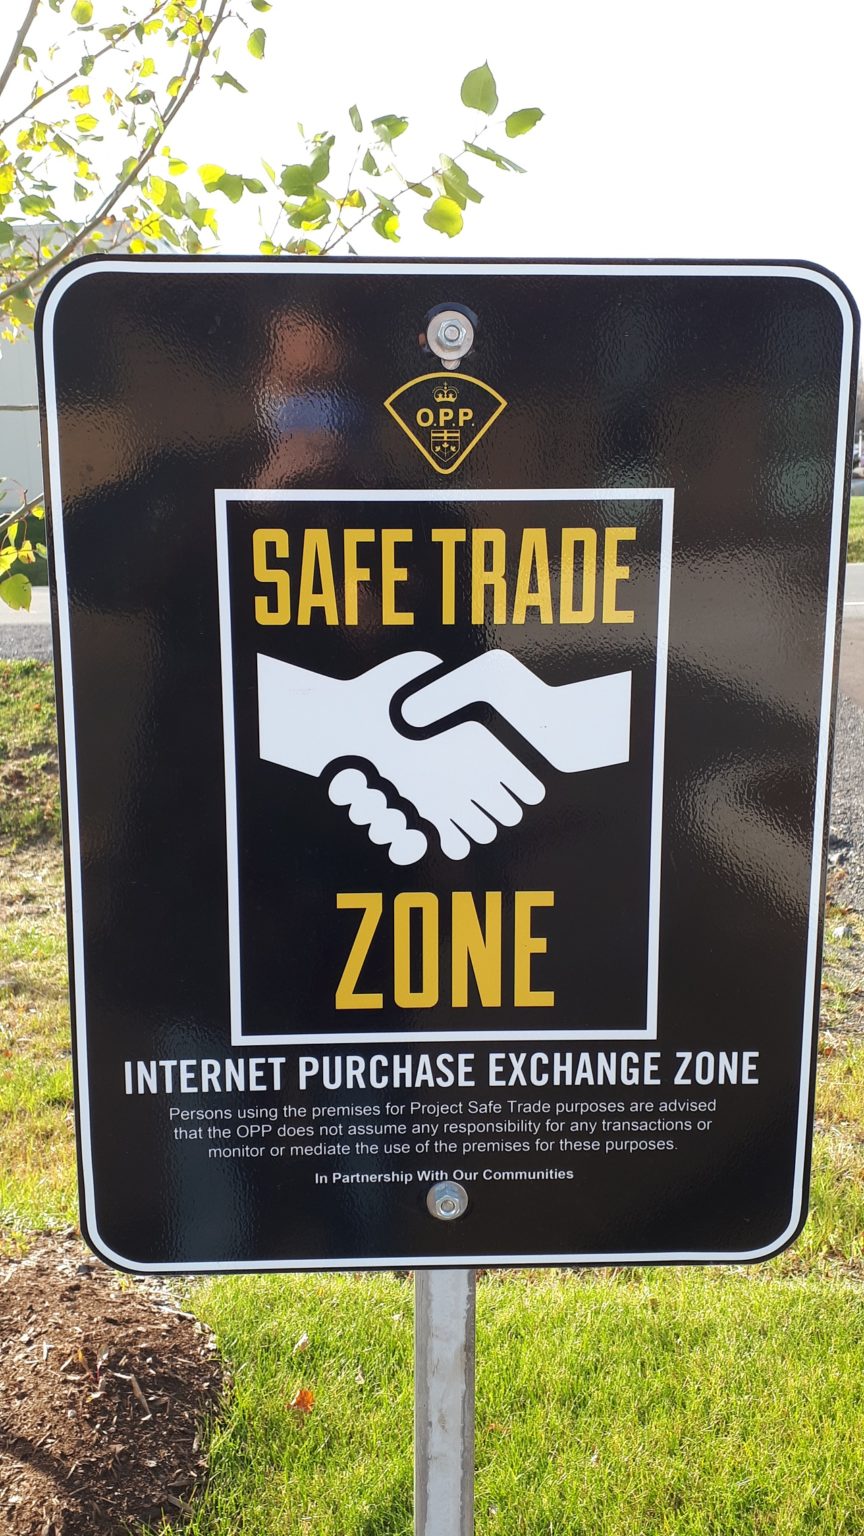 O.P.P.
SAFE TRADE
ZONE
INTERNET PURCHASE EXCHANGE ZONE
Persons using the premises for Project Safe Trade purposes are advised
that the OPP does not assume any responsibility for any transactions or
monitor or mediate the use of the premises for these purposes.
In Partnership With Our Communities